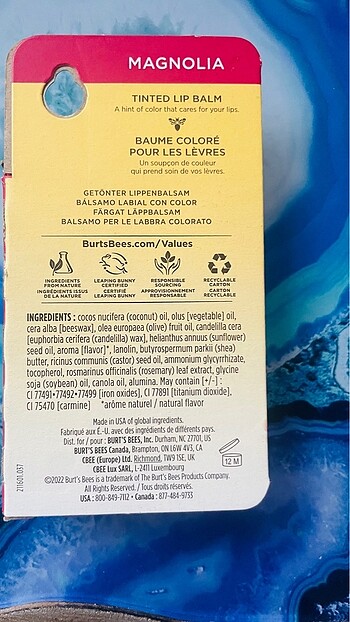 MAGNOLIA
TINTED LIP BALM
A hint of color that cares for your lips.
BAUME COLORÉ
POUR LES LÈVRES
Un soupçon de couleur
qui prend soin de vos lèvres.
GETÖNTER LIPPENBALSAM
BÁLSAMO LABIAL CON COLOR
FÄRGAT LÄPPBALSAM
BALSAMO PER LE LABBRA COLORATO
BurtsBees.com/Values
INGREDIENTS FROM NATURE
INGRÉDIENTS ISSUS DE LA NATURE
LEAPING BUNNY CERTIFIED
CERTIFIÉ LEAPING BUNNY
RESPONSIBLE SOURCING
APPROVISIONNEMENT RESPONSABLE
RECYCLABLE CARTON
CARTON RECYCLABLE
INGREDIENTS : cocos nucifera (coconut) oil, olus [vegetable] oil,
cera alba [beeswax], olea europaea (olive) fruit oil, candelilla cera
[euphorbia cerifera (candelilla) wax], helianthus annuus (sunflower)
seed oil, aroma [flavor]*, lanolin, butyrospermum parkii (shea)
butter, ricinus communis (castor) seed oil, ammonium glycyrrhizate,
tocopherol, rosmarinus officinalis (rosemary) leaf extract, glycine
soja (soybean) oil, canola oil, alumina. May contain [+/-] :
CI 77491•77492•77499 [iron oxides], CI 77891 [titanium dioxide],
CI 75470 [carmine] *arôme naturel / natural flavor
Made in USA of global ingredients.
Fabriqué aux É.-U. avec des ingrédients de différents pays.
Dist. for / pour : BURT'S BEES, Inc. Durham, NC 27701, US
BURT'S BEES Canada, Brampton, ON L6W 4V3, CA
CBEE (Europe) Ltd. Richmond, TW9 1SE, UK
CBEE Lux SARL, L-2411 Luxembourg
12 M
©2022 Burt's Bees is a trademark of The Burt's Bees Products Company.
All Rights Reserved. / Tous droits réservés.
USA : 800-849-7112 • Canada : 877-484-9733
211601.037